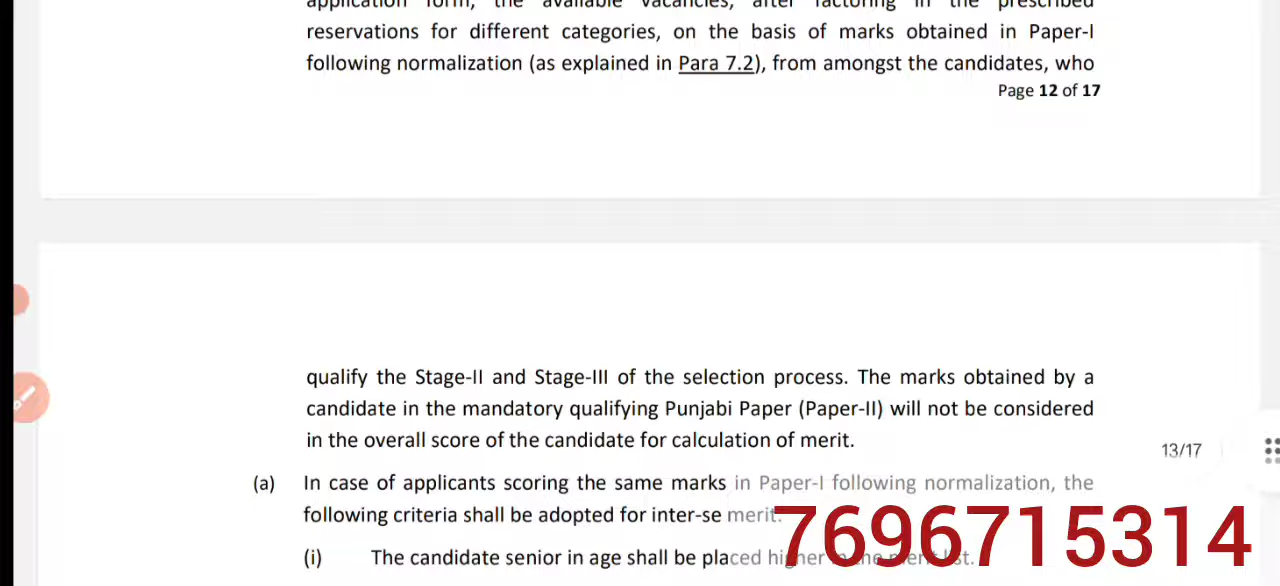 application form, the available vacancies, after factoring in the prescribed
reservations for different categories, on the basis of marks obtained in Paper-I
following normalization (as explained in Para 7.2), from amongst the candidates, who
Page 12 of 17
qualify the Stage-II and Stage-III of the selection process. The marks obtained by a
candidate in the mandatory qualifying Punjabi Paper (Paper-II) will not be considered
in the overall score of the candidate for calculation of merit.
13/17
(a) In case of applicants scoring the same marks in Paper-I following normalization, the
following criteria shall be adopted for inter-se merit:
7696715314
(i) The candidate senior in age shall be placed higher in the merit list.